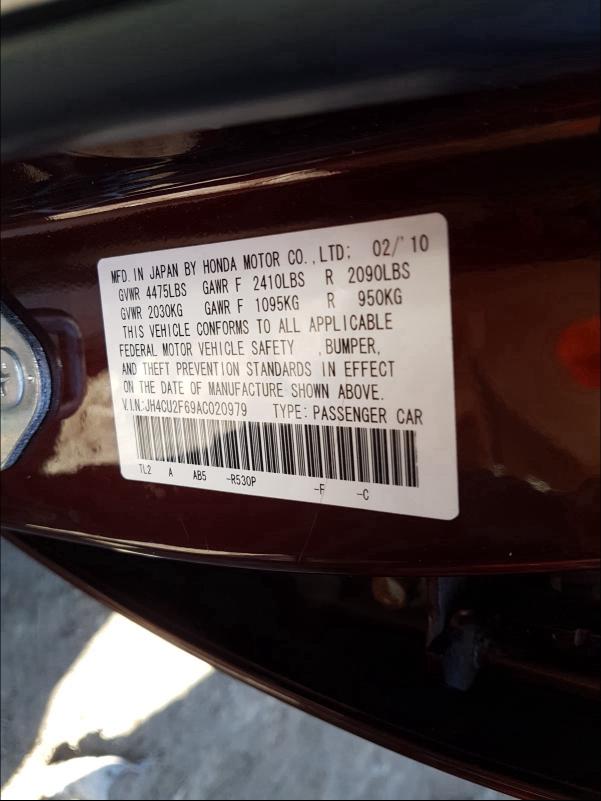 MFD. IN JAPAN BY HONDA MOTOR CO.,LTD; 02/'10
GVWR 4475LBS GAWR F 2410LBS R 2090LBS
GVWR 2030KG GAWR F 1095KG R 950KG
THIS VEHICLE CONFORMS TO ALL APPLICABLE
FEDERAL MOTOR VEHICLE SAFETY ,BUMPER,
AND THEFT PREVENTION STANDARDS IN EFFECT
ON THE DATE OF MANUFACTURE SHOWN ABOVE.
V.I.N:JH4CU2F69AC020979 TYPE: PASSENGER CAR
TL2 A AB5 -R530P -F -C